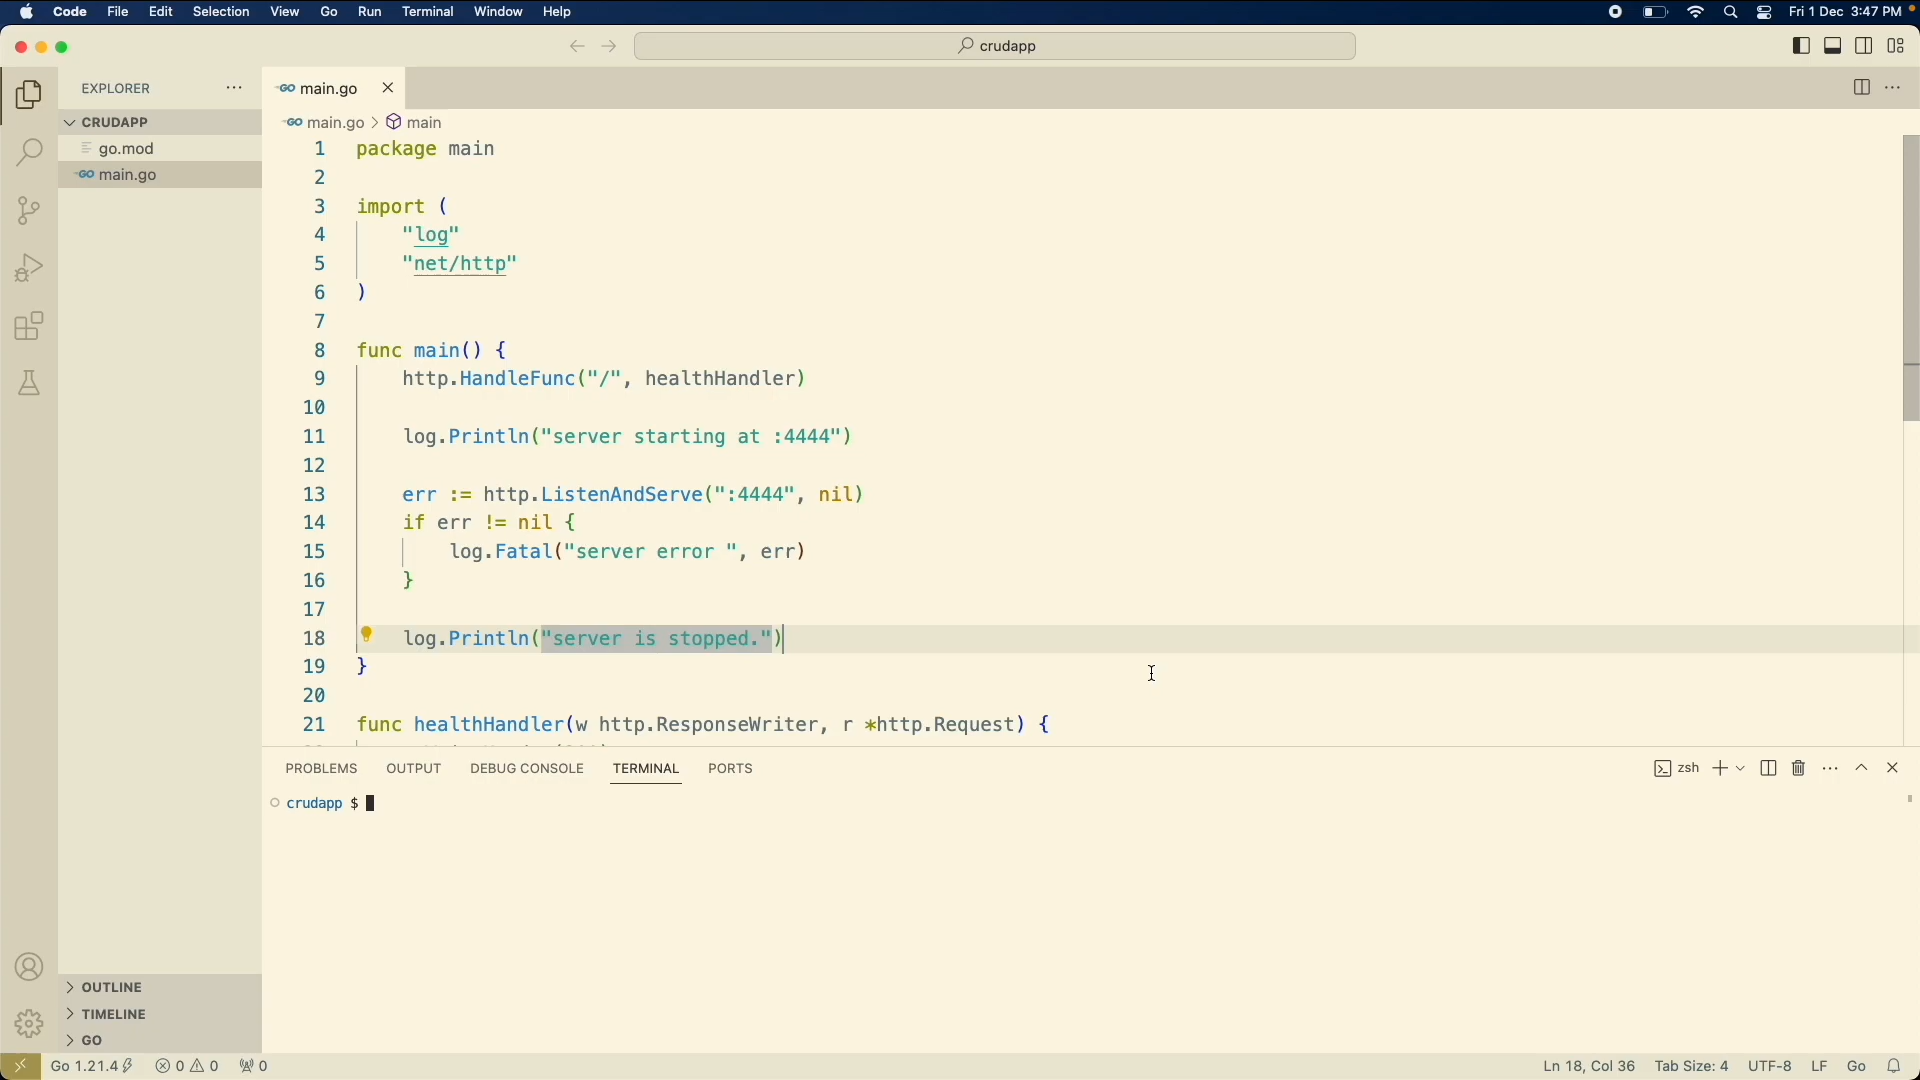 Code File Edit Selection View Go Run Terminal Window Help Fri 1 Dec 3:47 PM
crudapp
EXPLORER
CRUDAPP
go.mod
main.go
main.go
main.go > main
1 package main
2
3 import (
4 "log"
5 "net/http"
6 )
7
8 func main() {
9 http.HandleFunc("/", healthHandler)
10
11 log.Println("server starting at :4444")
12
13 err := http.ListenAndServe(":4444", nil)
14 if err != nil {
15 log.Fatal("server error ", err)
16 }
17
18 log.Println("server is stopped.")
19 }
20
21 func healthHandler(w http.ResponseWriter, r *http.Request) {
PROBLEMS OUTPUT DEBUG CONSOLE TERMINAL PORTS zsh
crudapp $
OUTLINE
TIMELINE
GO
Go 1.21.4 0 0 0 Ln 18, Col 36 Tab Size: 4 UTF-8 LF Go